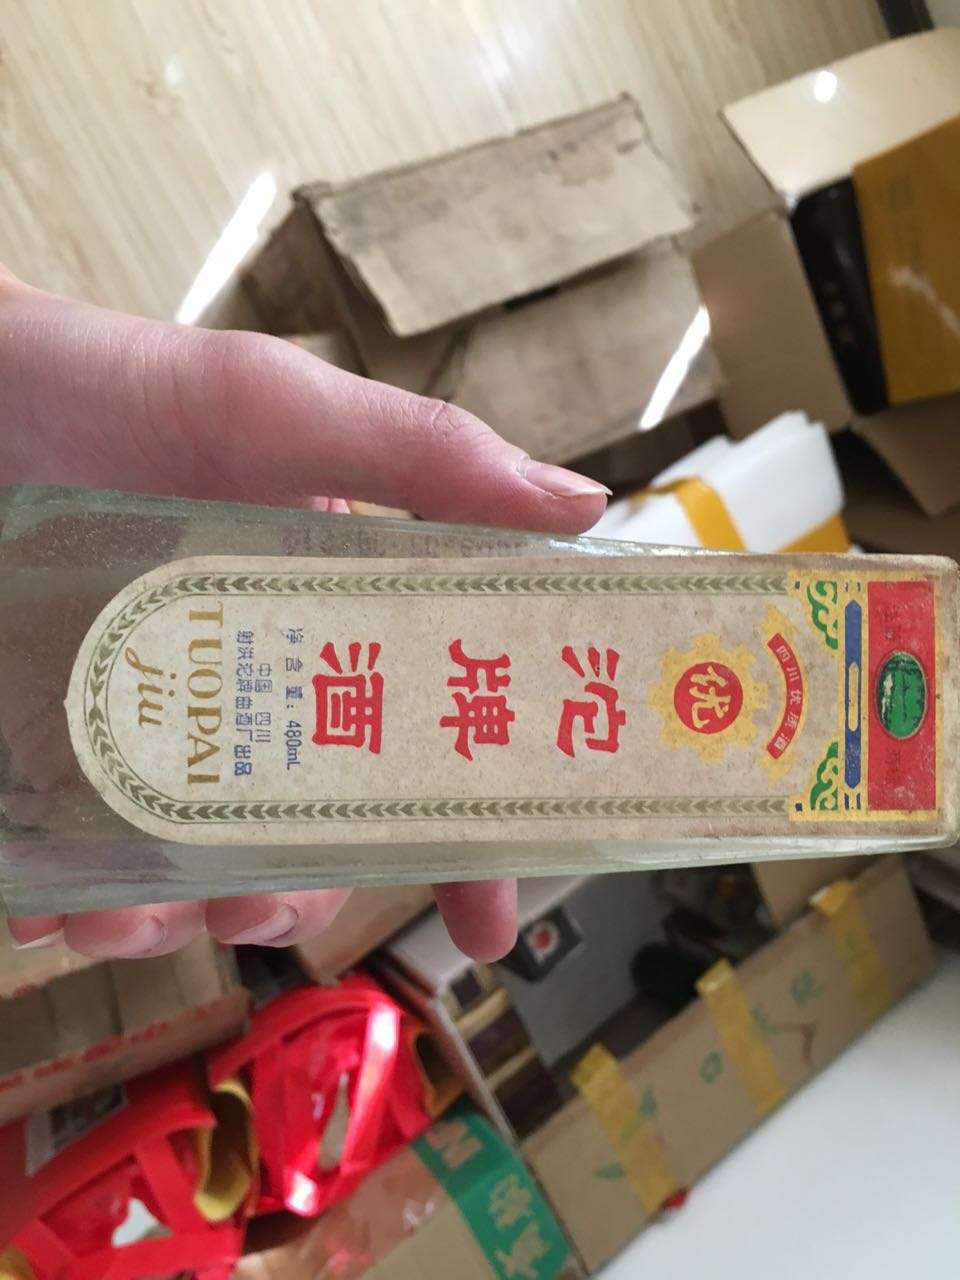 四川优质酒
优
沱牌酒
净含量:480mL
中国 四川
射洪沱牌曲酒厂出品
TUOPAI
jiu